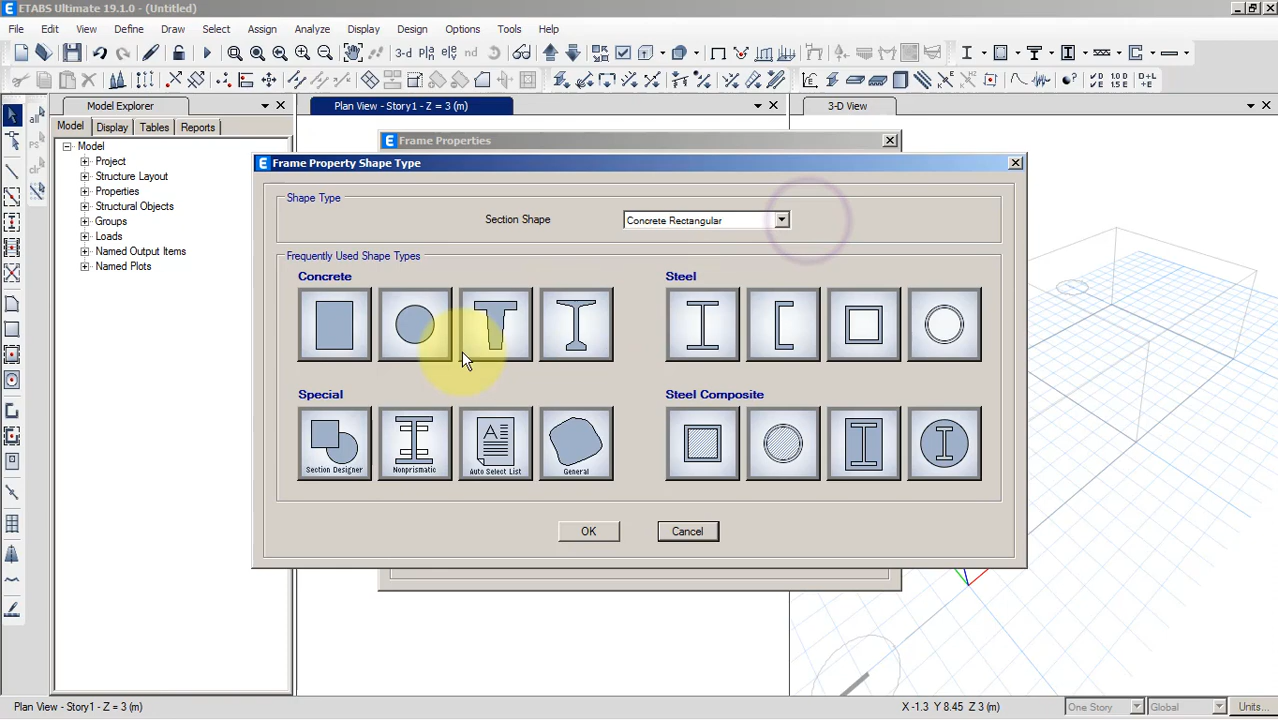 ETABS Ultimate 19.1.0 - (Untitled)
File Edit View Define Draw Select Assign Analyze Display Design Options Tools Help
Model Explorer
Plan View - Story1 - Z = 3 (m)
3-D View
Model Display Tables Reports
Model
Project
Structure Layout
Properties
Structural Objects
Groups
Loads
Named Output Items
Named Plots
Frame Properties
Frame Property Shape Type
Shape Type
Section Shape
Concrete Rectangular
Frequently Used Shape Types
Concrete
Steel
Special
Steel Composite
Section Designer
Nonprismatic
Auto Select List
General
OK
Cancel
Plan View - Story1 - Z = 3 (m)
X -1.3 Y 8.45 Z 3 (m)
One Story
Global
Units...